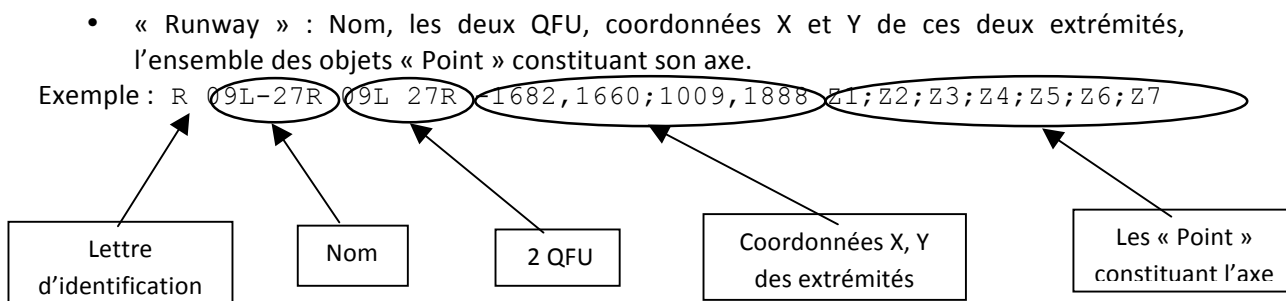 • « Runway » : Nom, les deux QFU, coordonnées X et Y de ces deux extrémités,
l’ensemble des objets « Point » constituant son axe.
Exemple : R 09L-27R 09L 27R -1682,1660;1009,1888 Z1;Z2;Z3;Z4;Z5;Z6;Z7
Lettre
d’identification
Nom
2 QFU
Coordonnées X, Y
des extrémités
Les « Point »
constituant l’axe